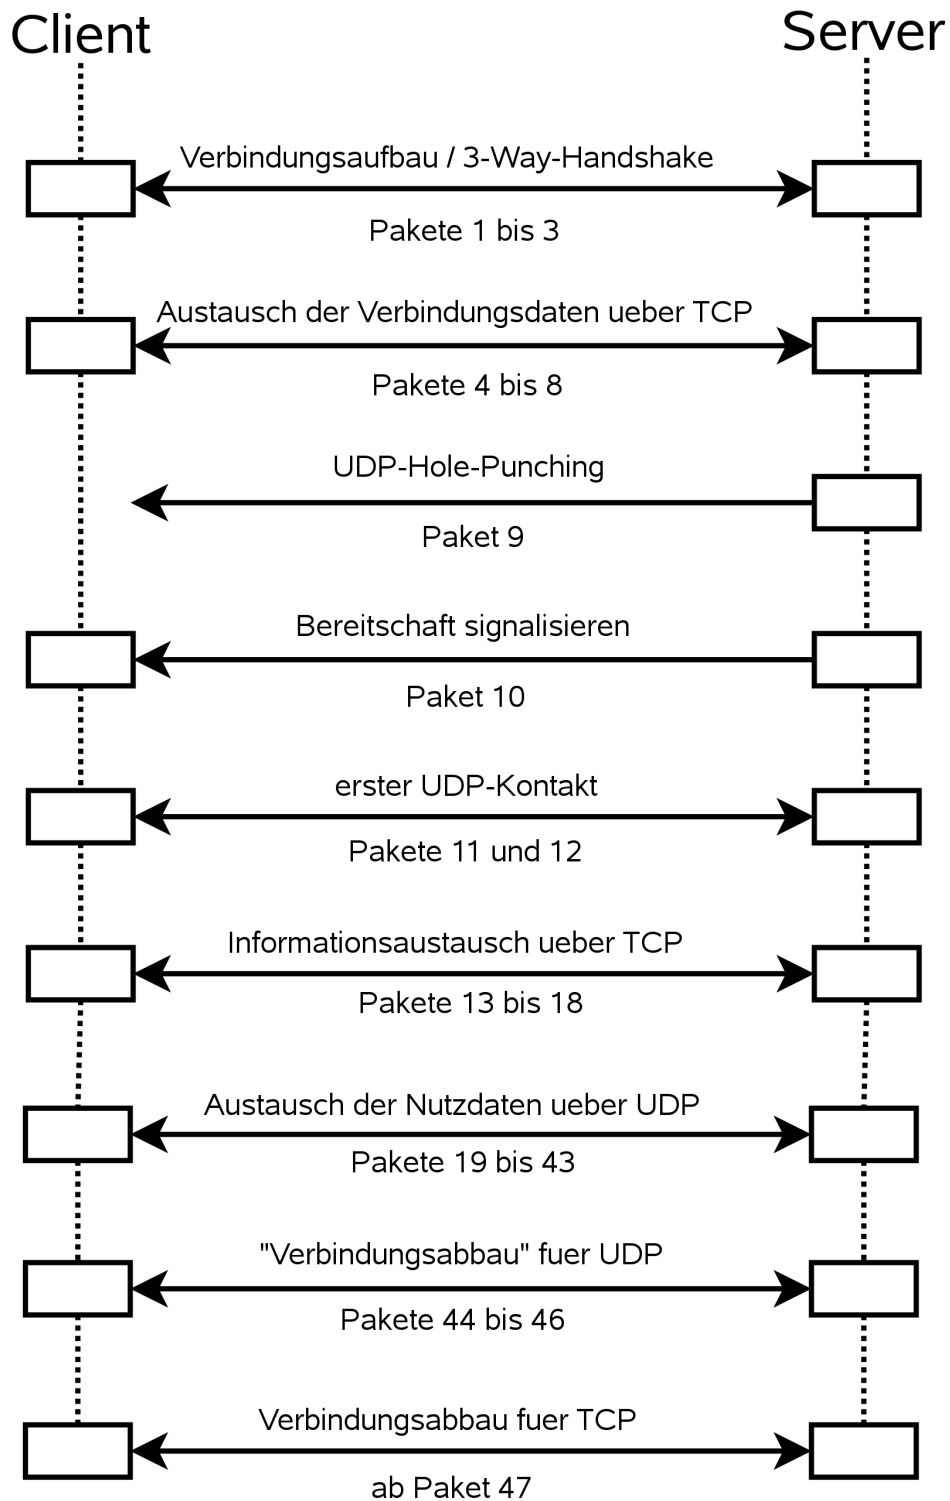 Client
Server
Verbindungsaufbau / 3-Way-Handshake
Pakete 1 bis 3
Austausch der Verbindungsdaten ueber TCP
Pakete 4 bis 8
UDP-Hole-Punching
Paket 9
Bereitschaft signalisieren
Paket 10
erster UDP-Kontakt
Pakete 11 und 12
Informationsaustausch ueber TCP
Pakete 13 bis 18
Austausch der Nutzdaten ueber UDP
Pakete 19 bis 43
"Verbindungsabbau" fuer UDP
Pakete 44 bis 46
Verbindungsabbau fuer TCP
ab Paket 47